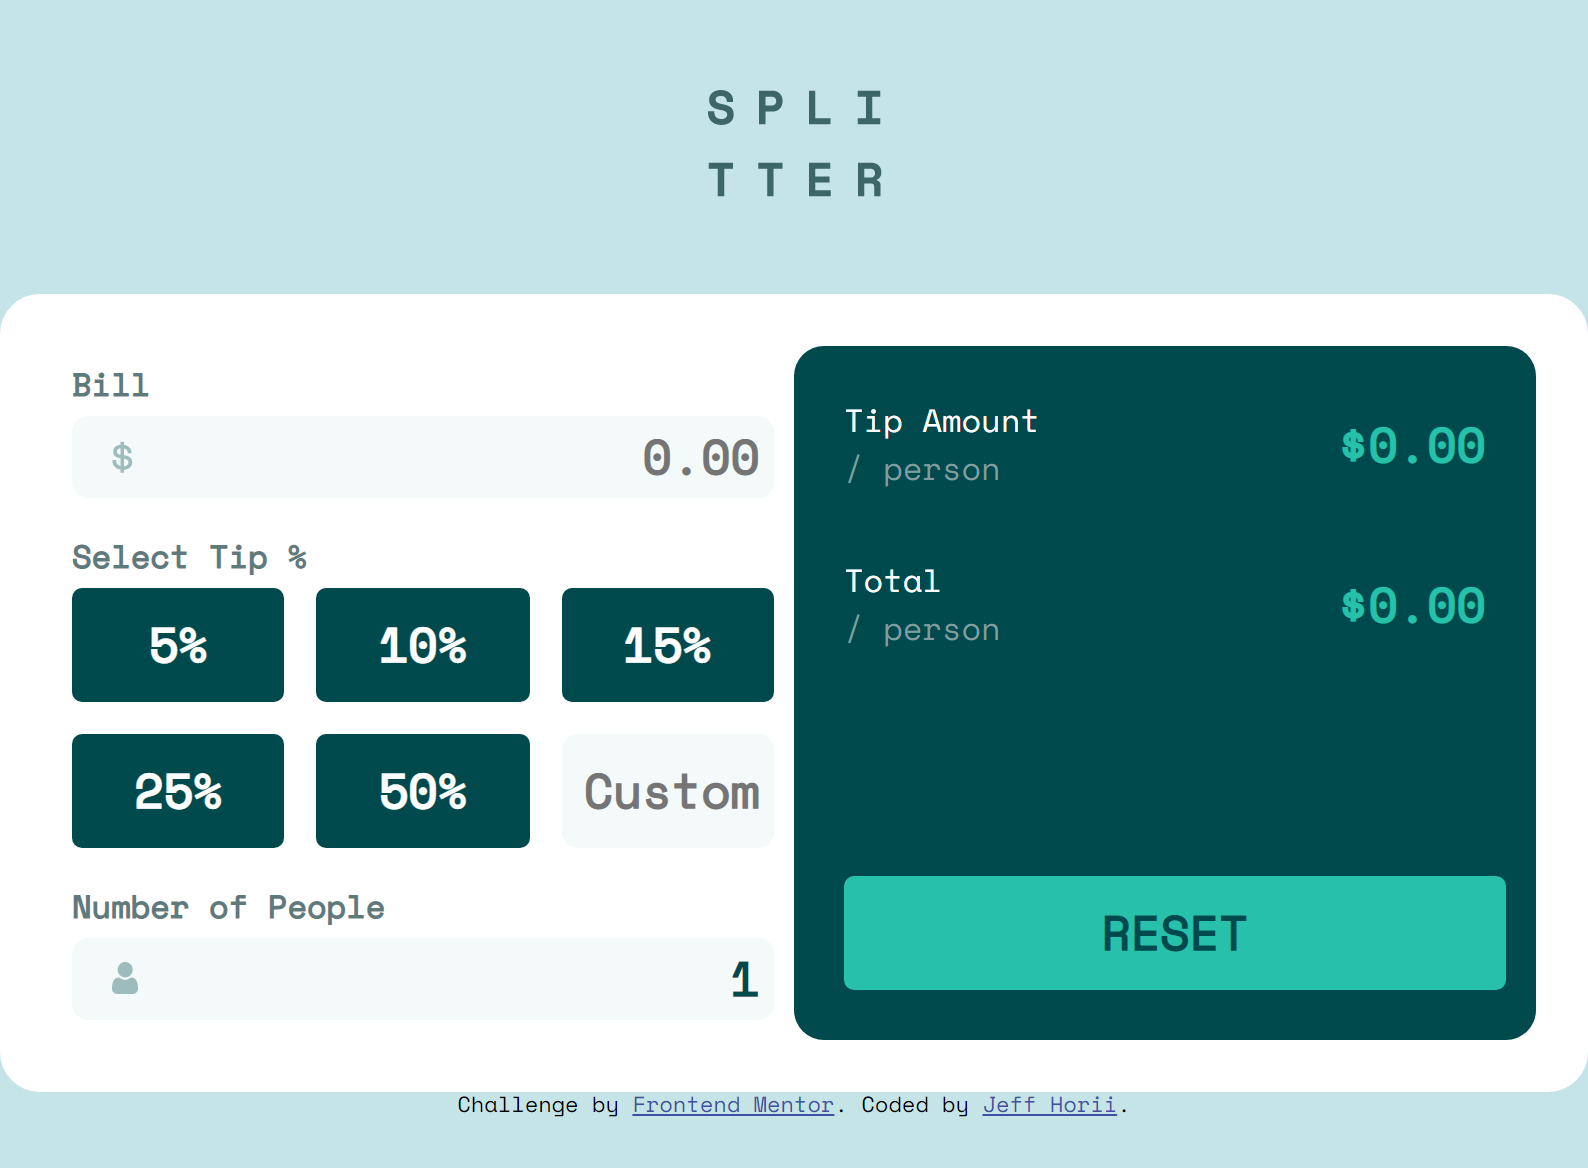 SPLI
TTER
Bill
$ 0.00
Select Tip %
5% 10% 15%
25% 50% Custom
Number of People
1
Tip Amount
/ person
$0.00
Total
/ person
$0.00
RESET
Challenge by Frontend Mentor. Coded by Jeff Horii.